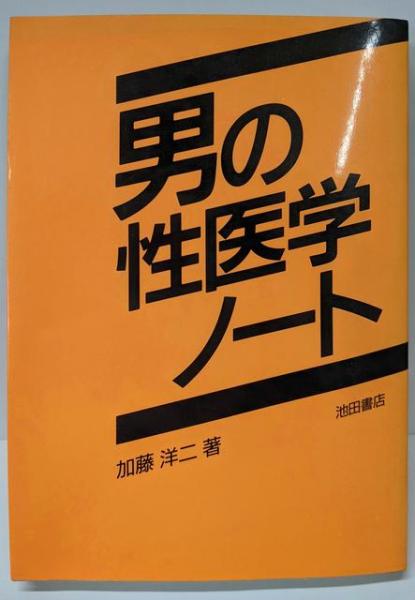 男の
性医学
ノート
池田書店
加藤 洋二 著